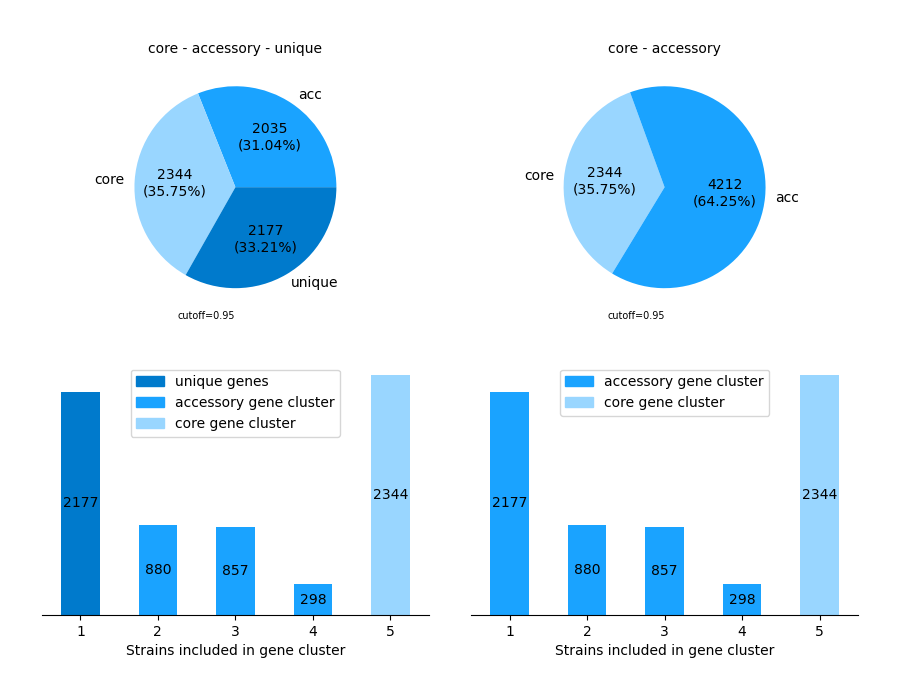 core - accessory - unique
acc
2035
(31.04%)
core
2344
(35.75%)
2177
(33.21%)
unique
cutoff=0.95
core - accessory
core
2344
(35.75%)
4212
(64.25%)
acc
cutoff=0.95
unique genes
accessory gene cluster
core gene cluster
2177
880
857
298
2344
1 2 3 4 5
Strains included in gene cluster
accessory gene cluster
core gene cluster
2177
880
857
298
2344
1 2 3 4 5
Strains included in gene cluster